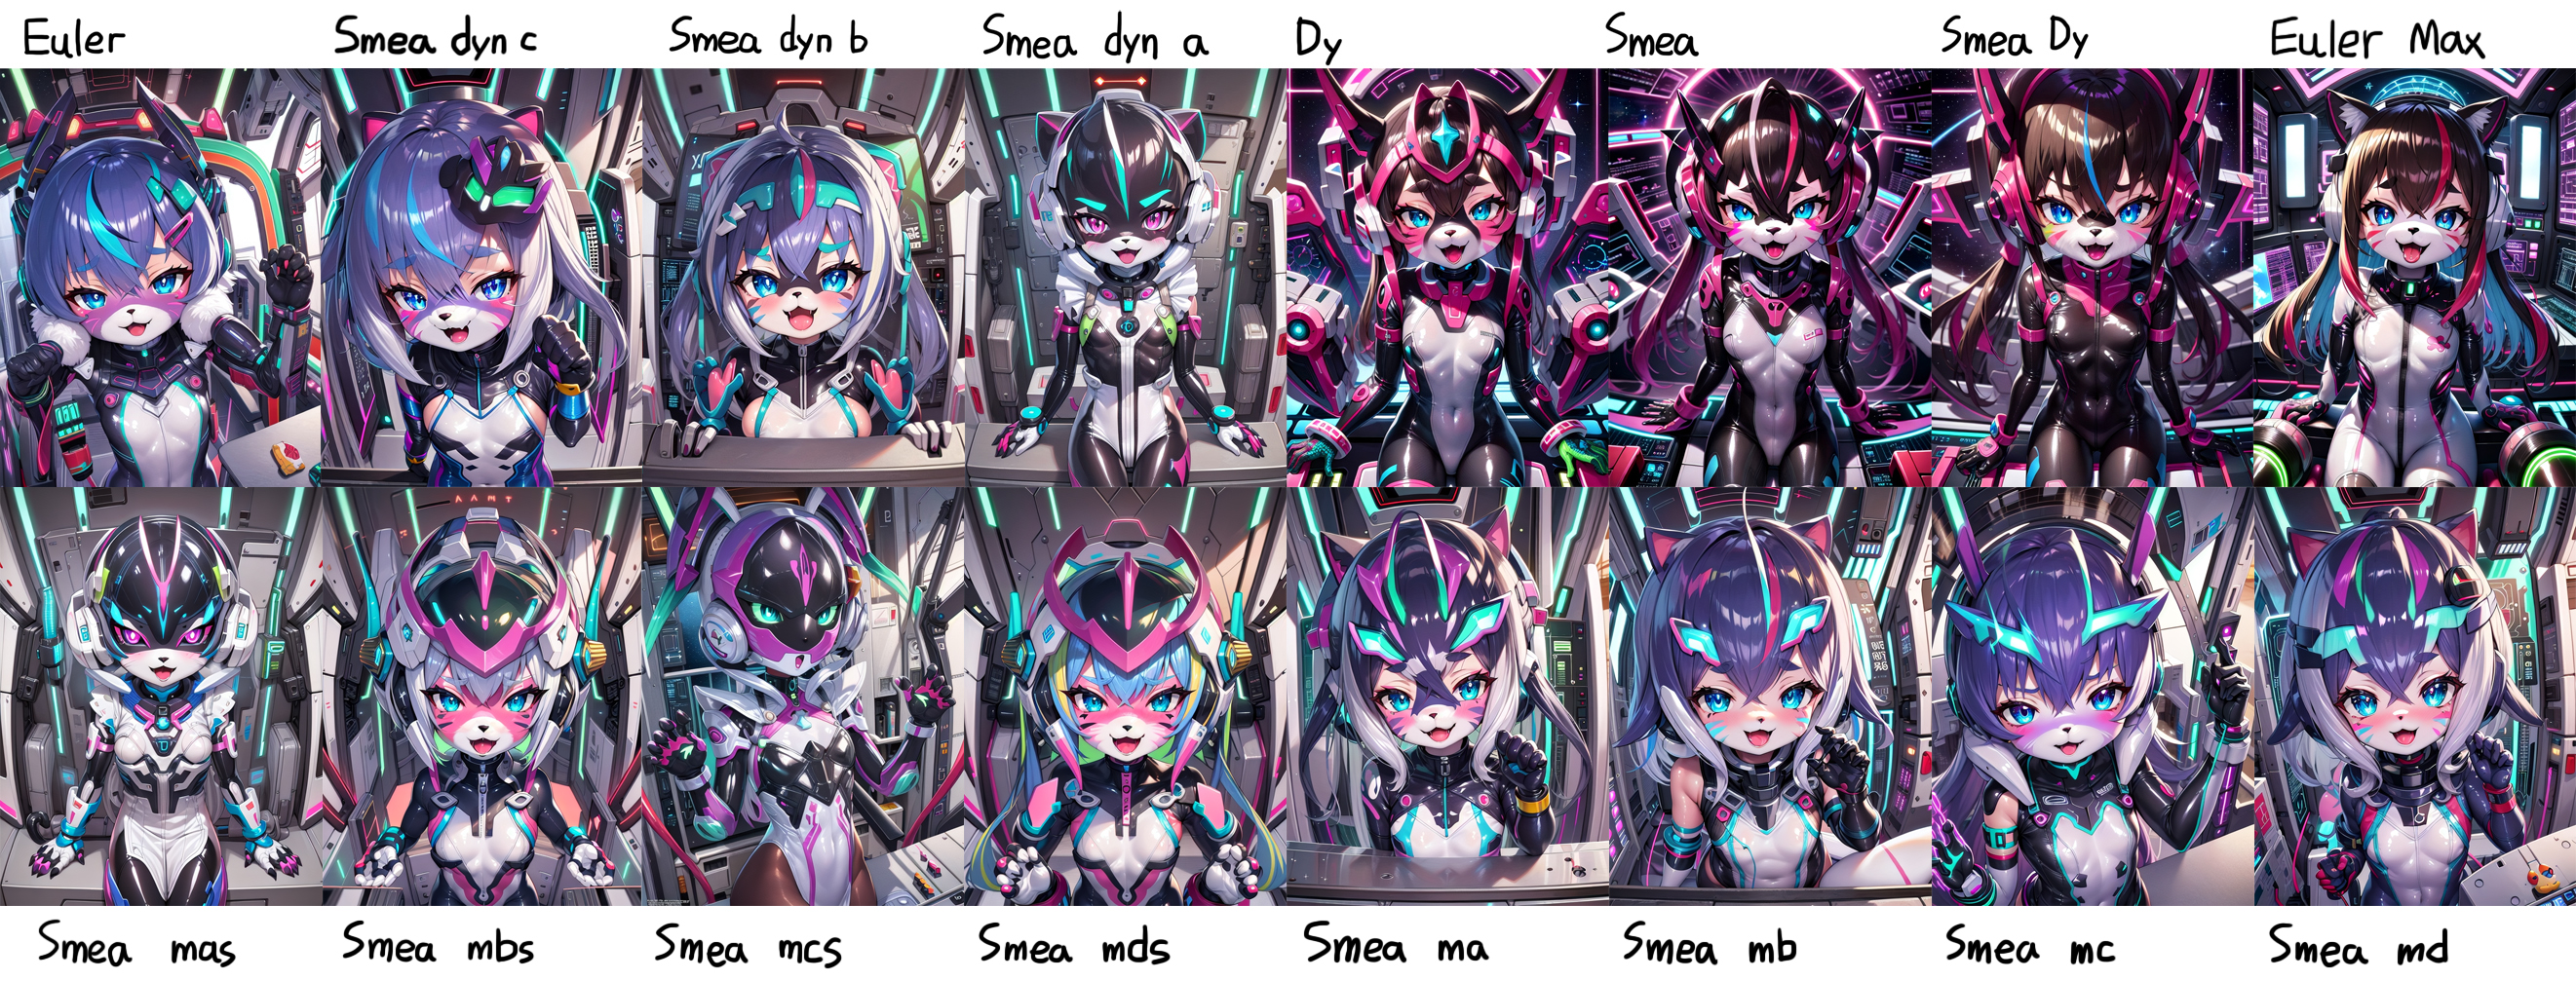 Euler
Smea dyn c
Smea dyn b
Smea dyn a
Dy
Smea
Smea Dy
Euler Max
Smea mas
Smea mbs
Smea mcs
Smea mds
Smea ma
Smea mb
Smea mc
Smea md